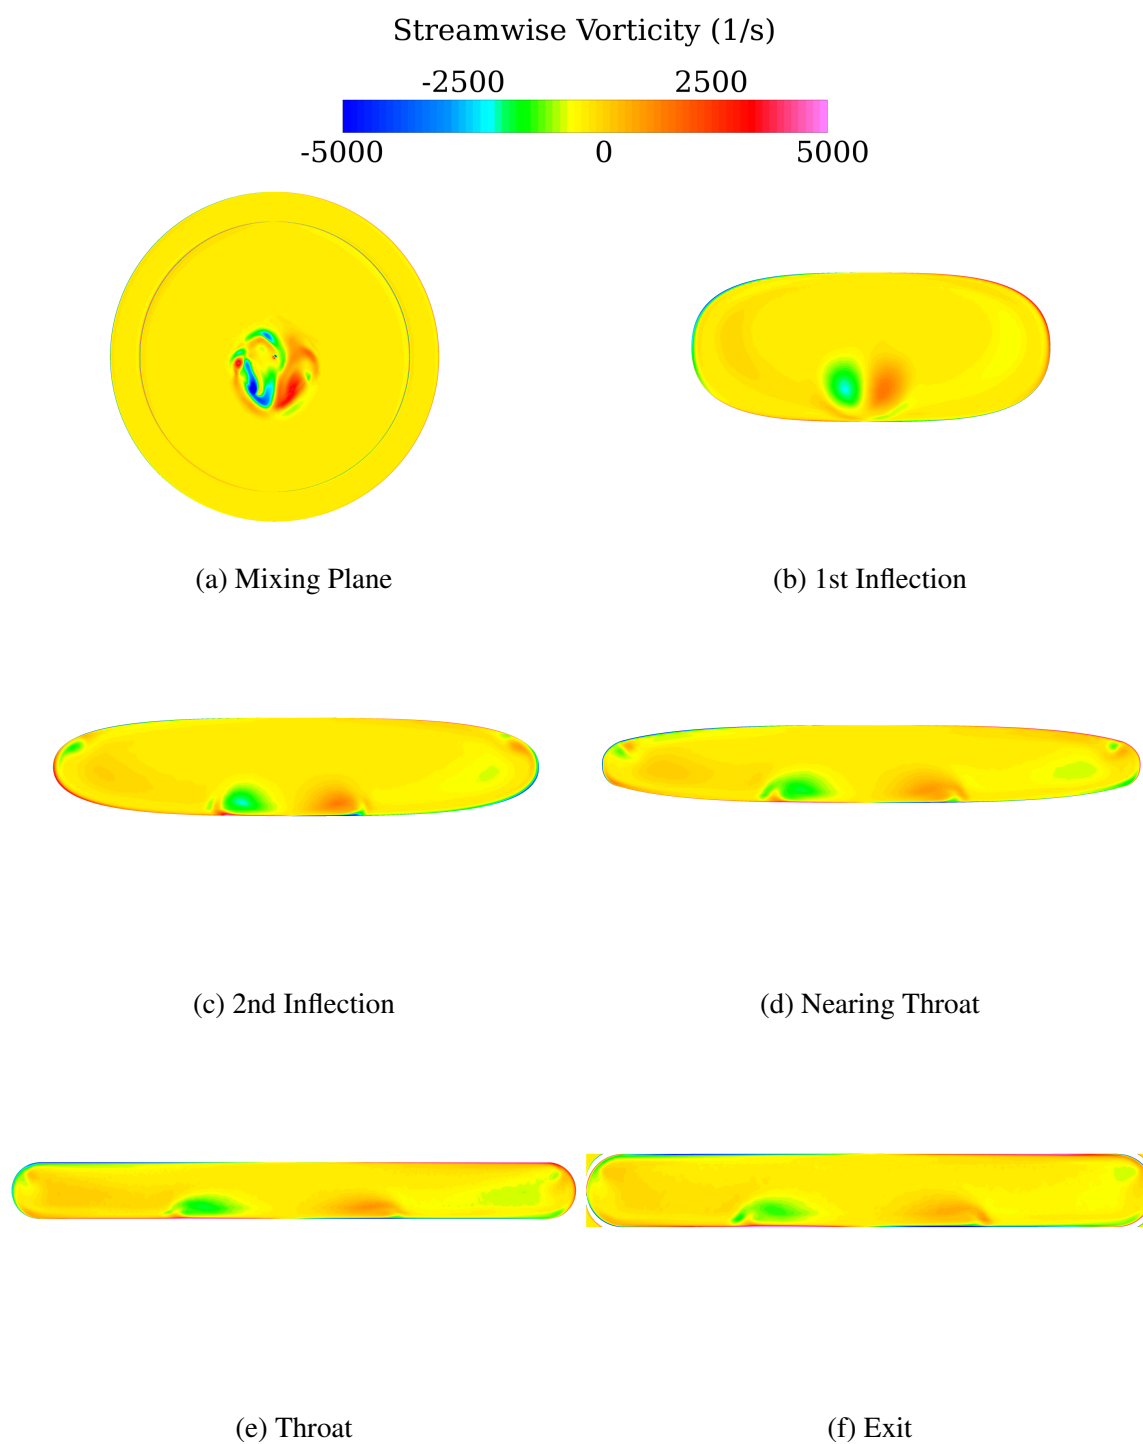 Streamwise Vorticity (1/s)
-2500 2500
-5000 0 5000
(a) Mixing Plane
(b) 1st Inflection
(c) 2nd Inflection
(d) Nearing Throat
(e) Throat
(f) Exit